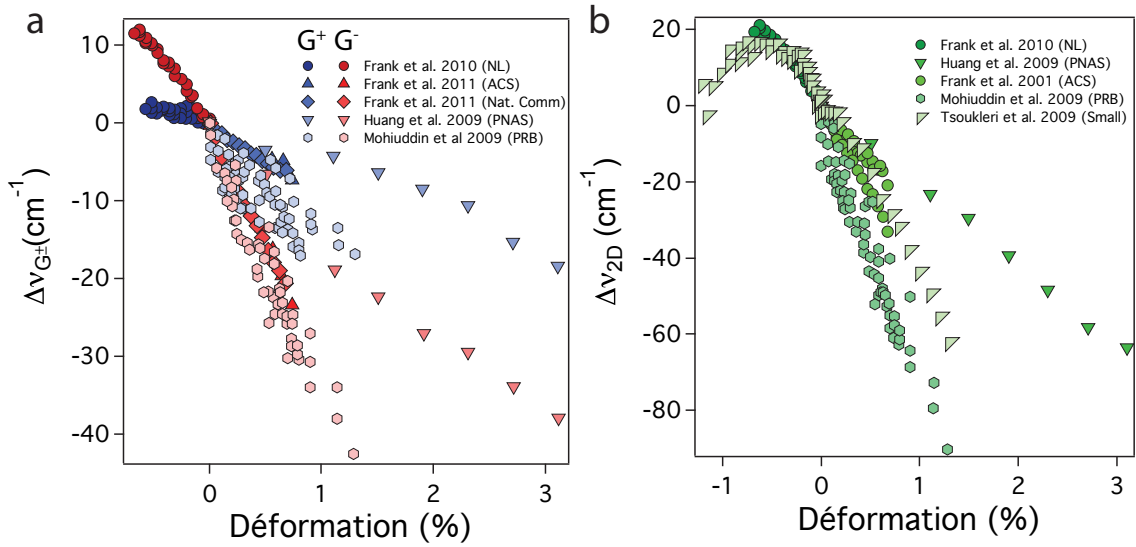 a
G+ G-
Frank et al. 2010 (NL)
Frank et al. 2011 (ACS)
Frank et al. 2011 (Nat. Comm)
Huang et al. 2009 (PNAS)
Mohiuddin et al 2009 (PRB)
10
0
-10
-20
-30
-40
ΔνG±(cm-1)
0 1 2 3
Déformation (%)
b
Frank et al. 2010 (NL)
Huang et al. 2009 (PNAS)
Frank et al. 2001 (ACS)
Mohiuddin et al. 2009 (PRB)
Tsoukleri et al. 2009 (Small)
20
0
-20
-40
-60
-80
Δν2D (cm-1)
-1 0 1 2 3
Déformation (%)